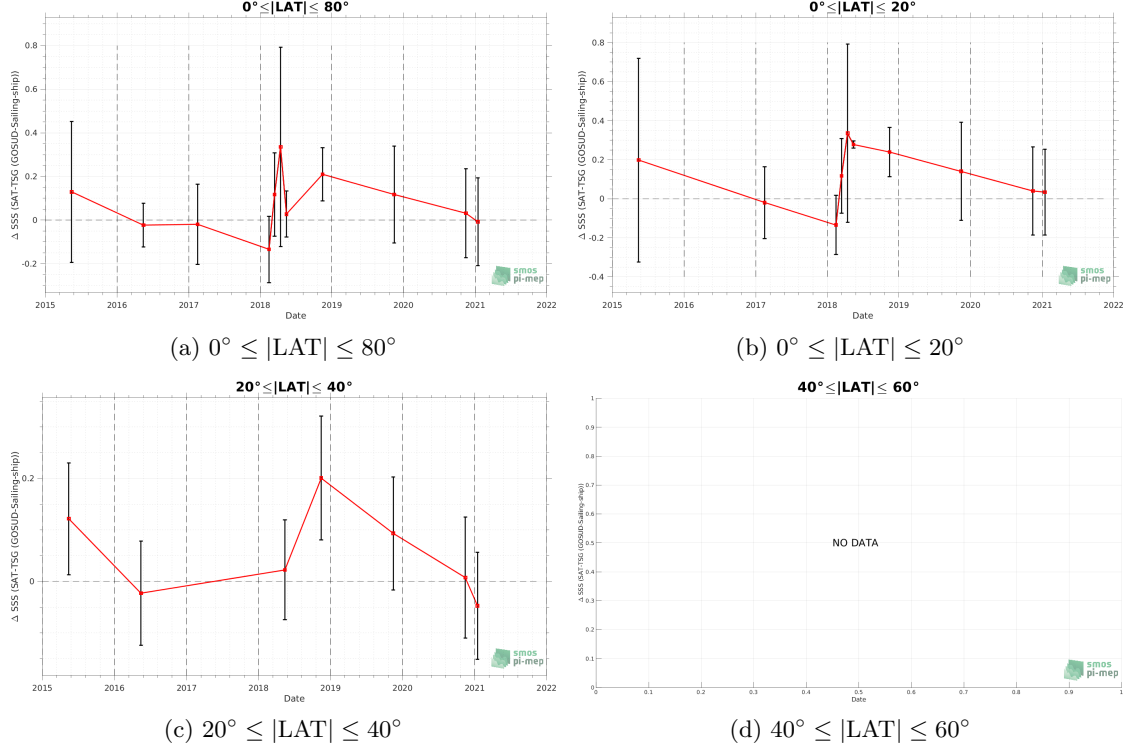 0°≤|LAT|≤ 80°
Δ SSS (SAT-TSG (GOSUD-Sailing-ship))
0.8
0.6
0.4
0.2
0
-0.2
2015 2016 2017 2018 2019 2020 2021 2022
Date
smos
pi-mep
(a) 0° ≤ |LAT| ≤ 80°
0°≤|LAT|≤ 20°
Δ SSS (SAT-TSG (GOSUD-Sailing-ship))
0.8
0.6
0.4
0.2
0
-0.2
-0.4
2015 2016 2017 2018 2019 2020 2021 2022
Date
smos
pi-mep
(b) 0° ≤ |LAT| ≤ 20°
20°≤|LAT|≤ 40°
Δ SSS (SAT-TSG (GOSUD-Sailing-ship))
0.2
0
2015 2016 2017 2018 2019 2020 2021 2022
Date
smos
pi-mep
(c) 20° ≤ |LAT| ≤ 40°
40°≤|LAT|≤ 60°
Δ SSS (SAT-TSG (GOSUD-Sailing-ship))
1
0.9
0.8
0.7
0.6
0.5
0.4
0.3
0.2
0.1
0
NO DATA
0 0.1 0.2 0.3 0.4 0.5 0.6 0.7 0.8 0.9 1
Date
smos
pi-mep
(d) 40° ≤ |LAT| ≤ 60°